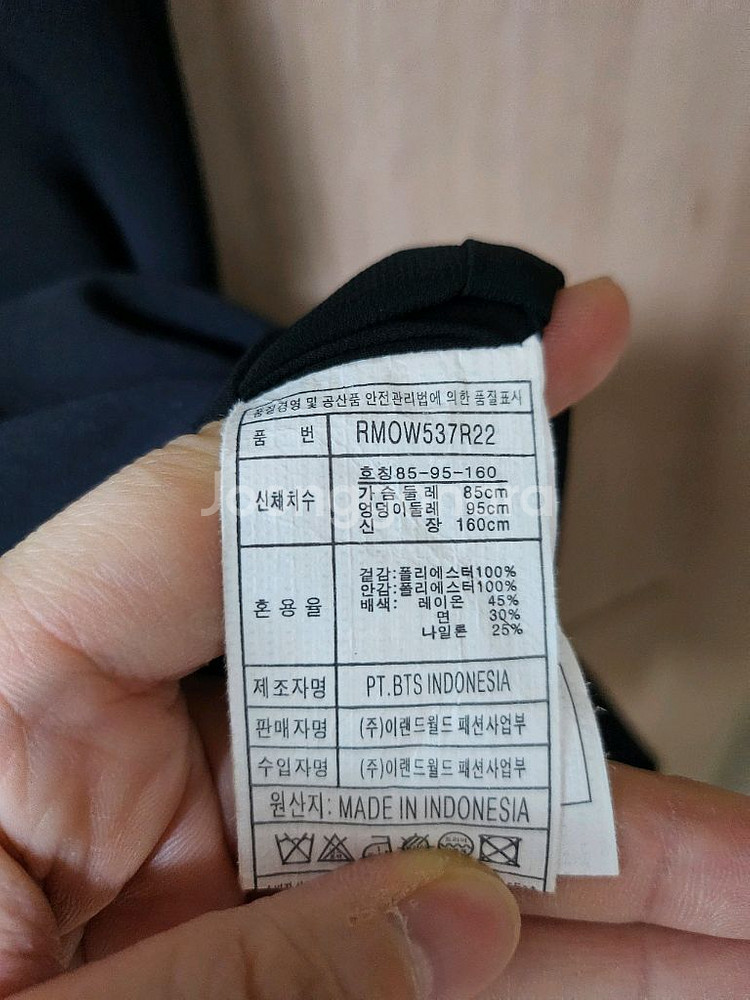 품질경영 및 공산품 안전관리법에 의한 품질표시
품 번 RMOW537R22
신체치수
호칭85-95-160
가슴둘레 85cm
엉덩이둘레 95cm
신 장 160cm
혼용율
겉감:폴리에스터100%
안감:폴리에스터100%
배색: 레이온 45%
면 30%
나일론 25%
제조자명 PT.BTS INDONESIA
판매자명 (주)이랜드월드 패션사업부
수입자명 (주)이랜드월드 패션사업부
원산지: MADE IN INDONESIA